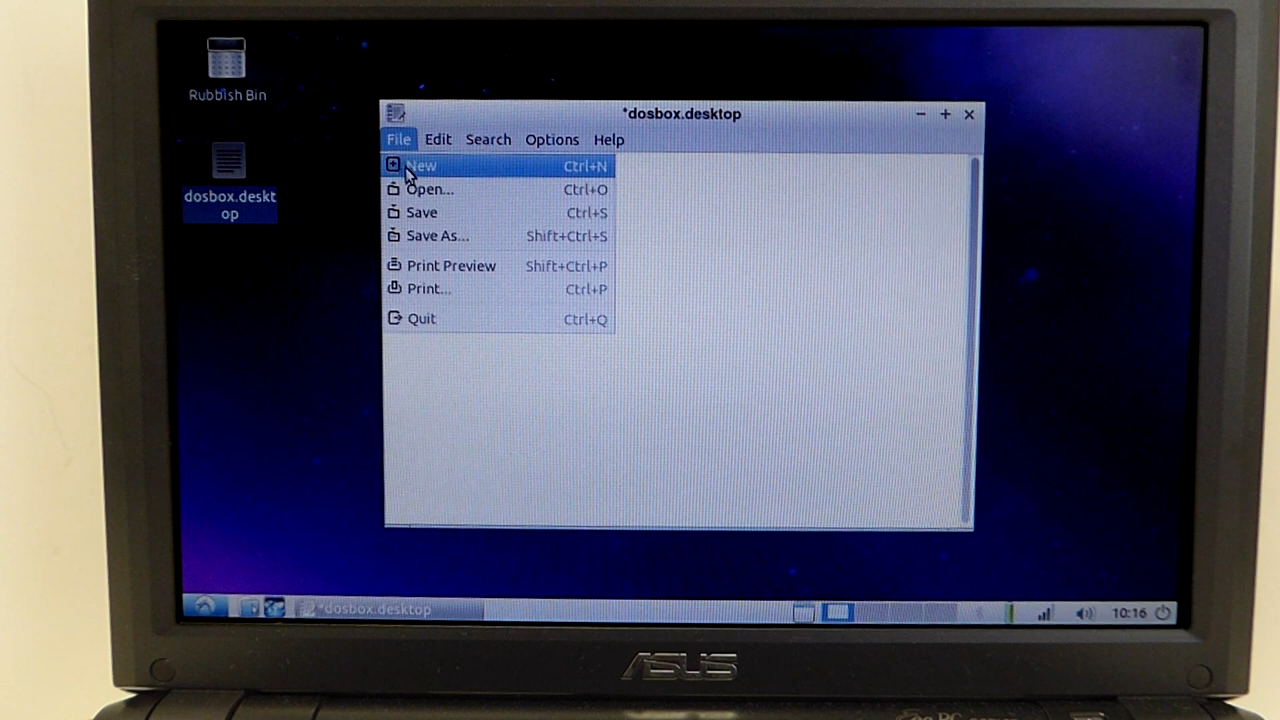 Rubbish Bin
dosbox.deskt
op
*dosbox.desktop
File Edit Search Options Help
New Ctrl+N
Open... Ctrl+O
Save Ctrl+S
Save As... Shift+Ctrl+S
Print Preview Shift+Ctrl+P
Print... Ctrl+P
Quit Ctrl+Q
*dosbox.desktop
10:16
ASUS